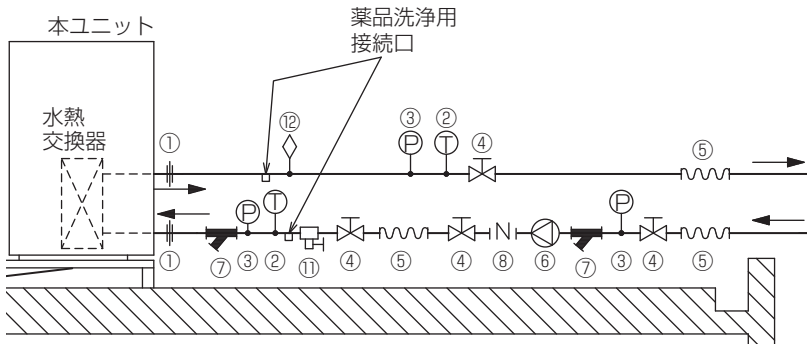 本ユニット
薬品洗浄用
接続口
水熱
交換器
① ⑫ ③ ② ④ ⑤
P T
P T P
N
① ⑦ ③ ② ⑪ ④ ⑤ ④ ⑧ ⑥ ⑦ ③ ④ ⑤